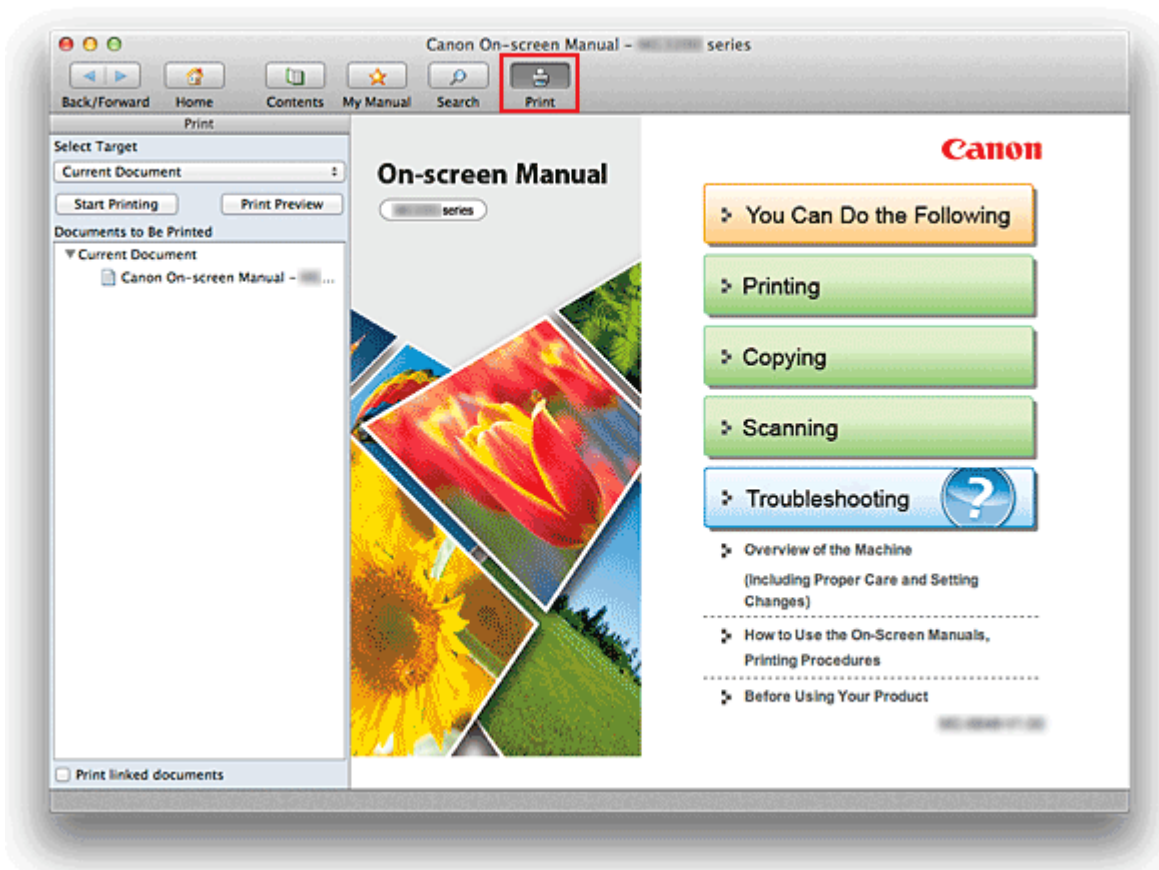 Canon On-screen Manual - series
Back/Forward Home Contents My Manual Search Print
Print
Select Target
Current Document
Start Printing Print Preview
Documents to Be Printed
Current Document
Canon On-screen Manual - ...
Print linked documents
On-screen Manual
series
Canon
You Can Do the Following
Printing
Copying
Scanning
Troubleshooting ?
Overview of the Machine
(Including Proper Care and Setting
Changes)
How to Use the On-Screen Manuals,
Printing Procedures
Before Using Your Product